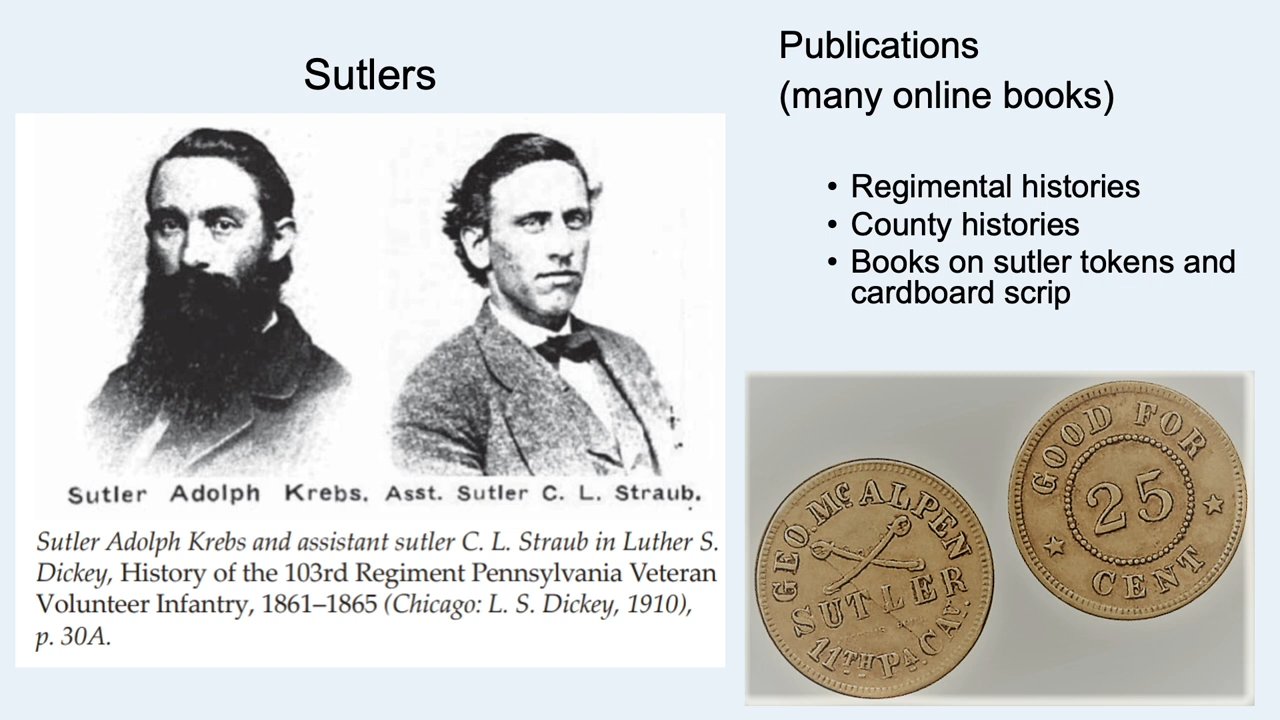 Sutlers
Sutler Adolph Krebs. Asst. Sutler C. L. Straub.
Sutler Adolph Krebs and assistant sutler C. L. Straub in Luther S.
Dickey, History of the 103rd Regiment Pennsylvania Veteran
Volunteer Infantry, 1861–1865 (Chicago: L. S. Dickey, 1910),
p. 30A.
Publications
(many online books)
• Regimental histories
• County histories
• Books on sutler tokens and
cardboard scrip
GEO. Mc ALPEN
SUTLER
11TH PA. CAV.
GOOD FOR
25
CENT